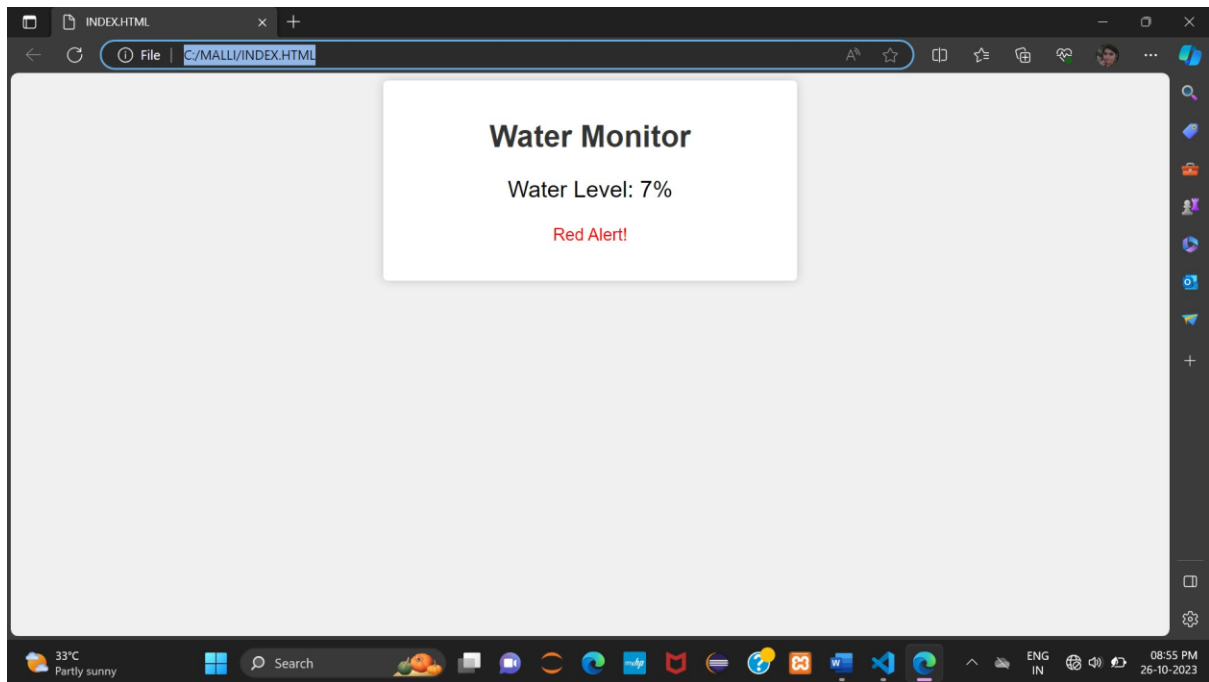 INDEX.HTML
File | C:/MALLI/INDEX.HTML
Water Monitor
Water Level: 7%
Red Alert!
33°C
Partly sunny
Search
ENG
IN
08:55 PM
26-10-2023